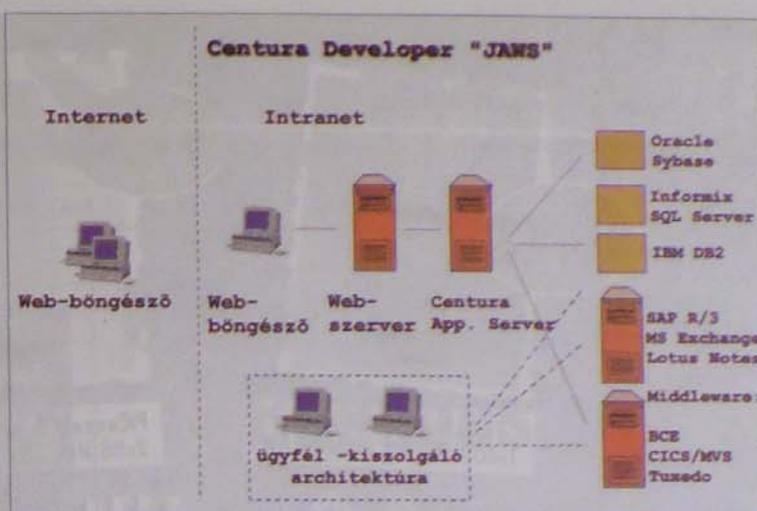 Centura Developer "JAWS"
Internet
Intranet
Web-böngésző
Web-
böngésző
Web-
szerver
Centura
App. Server
Oracle
Sybase
Informix
SQL Server
IBM DB2
SAP R/3
MS Exchange
Lotus Notes
Middleware:
BCE
CICS/MVS
Tuxedo
ügyfél -kiszolgáló
architektúra